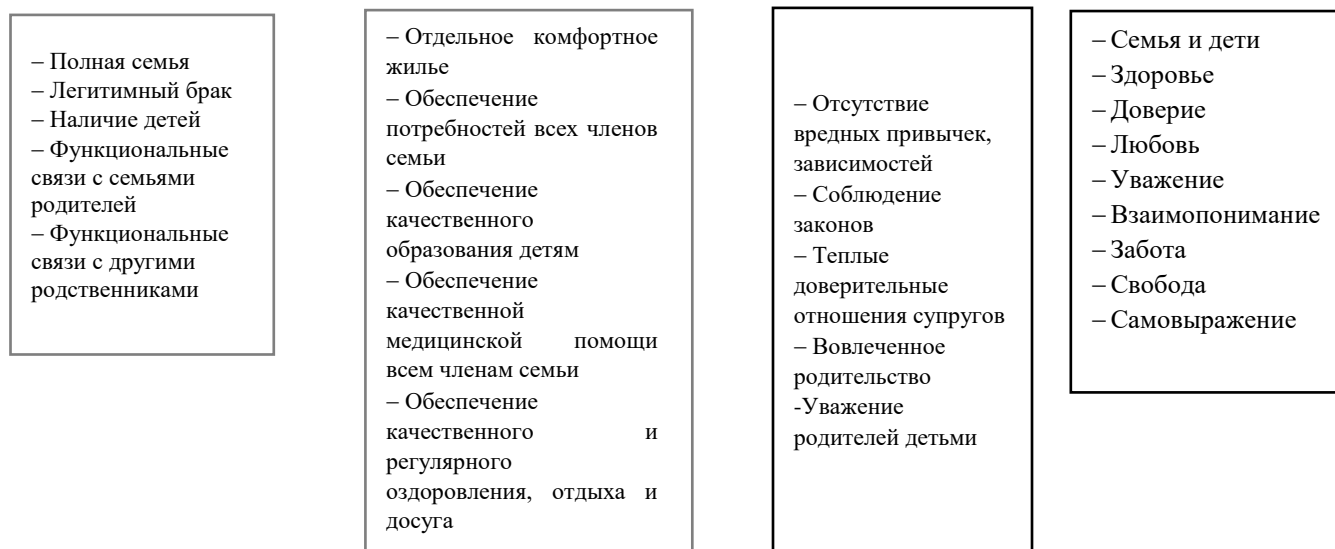 – Полная семья
– Легитимный брак
– Наличие детей
– Функциональные
связи с семьями
родителей
– Функциональные
связи с другими
родственниками
– Отдельное комфортное
жилье
– Обеспечение
потребностей всех членов
семьи
– Обеспечение
качественного
образования детям
– Обеспечение
качественной
медицинской помощи
всем членам семьи
– Обеспечение
качественного и
регулярного
оздоровления, отдыха и
досуга
– Отсутствие
вредных привычек,
зависимостей
– Соблюдение
законов
– Теплые
доверительные
отношения супругов
– Вовлеченное
родительство
-Уважение
родителей детьми
– Семья и дети
– Здоровье
– Доверие
– Любовь
– Уважение
– Взаимопонимание
– Забота
– Свобода
– Самовыражение